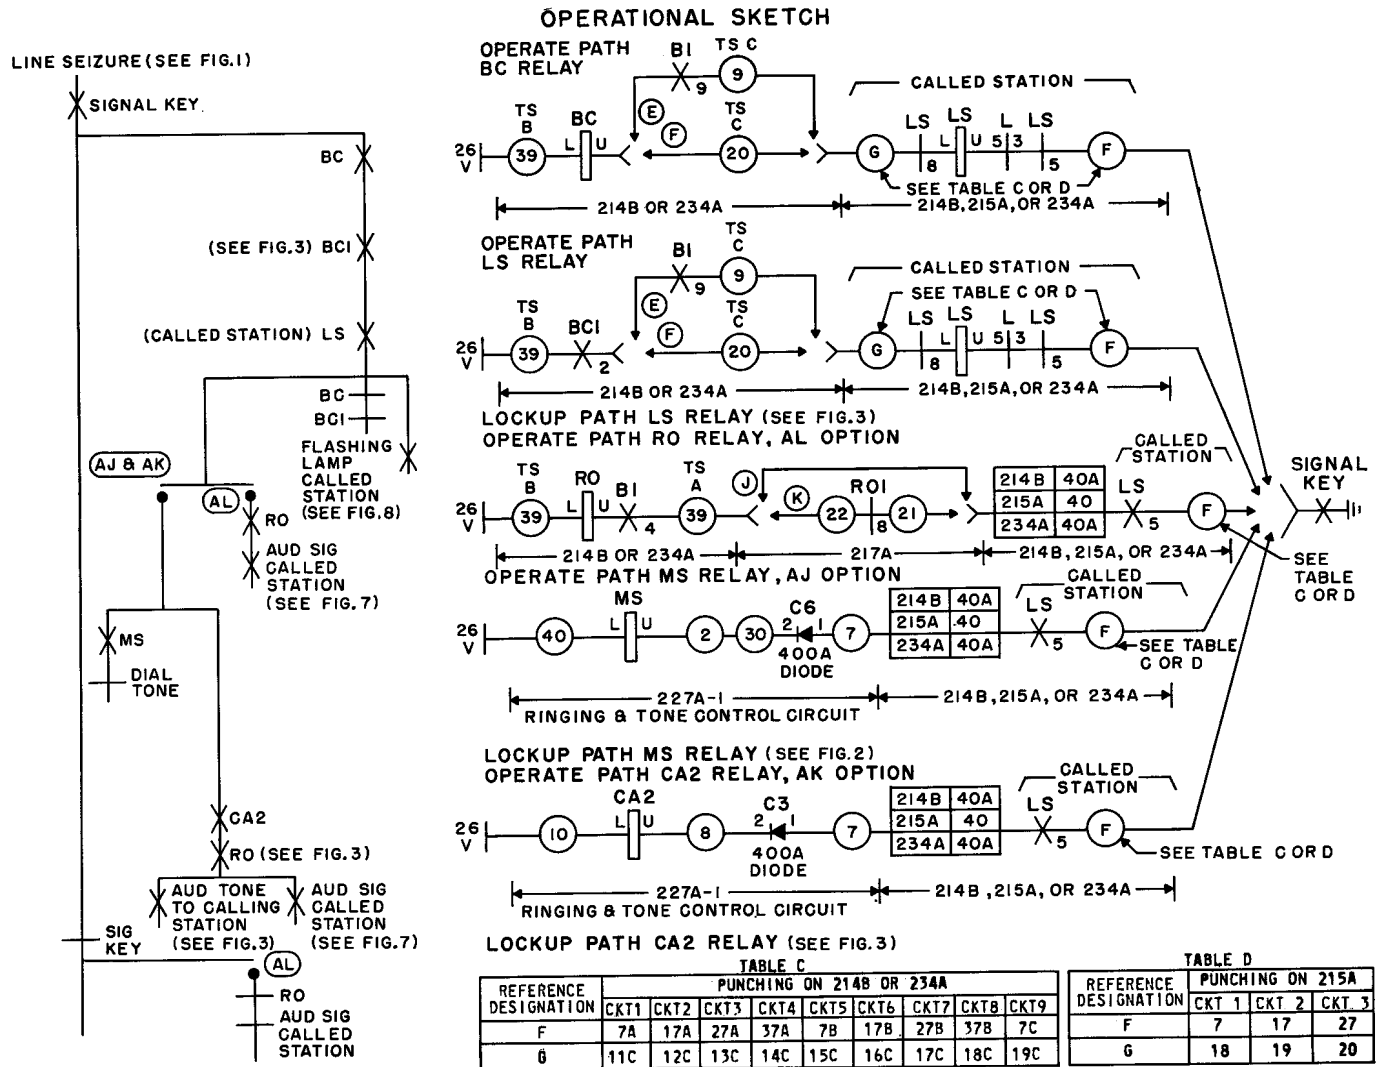 OPERATIONAL SKETCH
LINE SEIZURE (SEE FIG.1)
SIGNAL KEY
BC
(SEE FIG.3) BC1
(CALLED STATION) LS
BC
BC1
FLASHING
LAMP
CALLED
STATION
(SEE FIG.8)
AJ & AK
AL
RO
AUD SIG
CALLED
STATION
(SEE FIG.7)
MS
DIAL
TONE
CA2
RO (SEE FIG.3)
AUD TONE
TO CALLING
STATION
(SEE FIG.3)
AUD SIG
CALLED
STATION
(SEE FIG.7)
SIG
KEY
AL
RO
AUD SIG
CALLED
STATION
OPERATE PATH
BC RELAY
B1
9
TS C
9
CALLED STATION
26
V
TS
B
39
BC
L U
E
F
TS
C
20
G
LS
8
LS
L U
L
5 3
LS
5
F
SEE TABLE C OR D
214B OR 234A
214B, 215A, OR 234A
OPERATE PATH
LS RELAY
B1
9
TS
C
9
CALLED STATION
SEE TABLE C OR D
26
V
TS
B
39
BC1
2
E
F
TS
C
20
G
LS
8
LS
L U
L
5 3
LS
5
F
214B OR 234A
214B, 215A, OR 234A
LOCKUP PATH LS RELAY (SEE FIG.3)
OPERATE PATH RO RELAY, AL OPTION
CALLED
STATION
26
V
TS
B
39
RO
L U
B1
4
TS
A
39
J
K
22
RO1
8
21
214B 40A
215A 40
234A 40A
LS
5
F
SIGNAL
KEY
SEE
TABLE
C OR D
214B OR 234A
217A
214B, 215A, OR 234A
OPERATE PATH MS RELAY, AJ OPTION
CALLED
STATION
26
V
40
MS
L U
2
30
C6
2 1
400A
DIODE
7
214B 40A
215A 40
234A 40A
LS
5
F
SEE TABLE
C OR D
227A-1
214B, 215A, OR 234A
RINGING & TONE CONTROL CIRCUIT
LOCKUP PATH MS RELAY (SEE FIG.2)
OPERATE PATH CA2 RELAY, AK OPTION
CALLED
STATION
26
V
10
CA2
L U
8
C3
2 1
400A
DIODE
7
214B 40A
215A 40
234A 40A
LS
5
F
SEE TABLE C OR D
227A-1
214B, 215A, OR 234A
RINGING & TONE CONTROL CIRCUIT
LOCKUP PATH CA2 RELAY (SEE FIG.3)
TABLE C
REFERENCE
DESIGNATION
PUNCHING ON 214B OR 234A
CKT1 CKT2 CKT3 CKT4 CKT5 CKT6 CKT7 CKT8 CKT9
F 7A 17A 27A 37A 7B 17B 27B 37B 7C
G 11C 12C 13C 14C 15C 16C 17C 18C 19C
TABLE D
REFERENCE
DESIGNATION
PUNCHING ON 215A
CKT 1 CKT 2 CKT 3
F 7 17 27
G 18 19 20